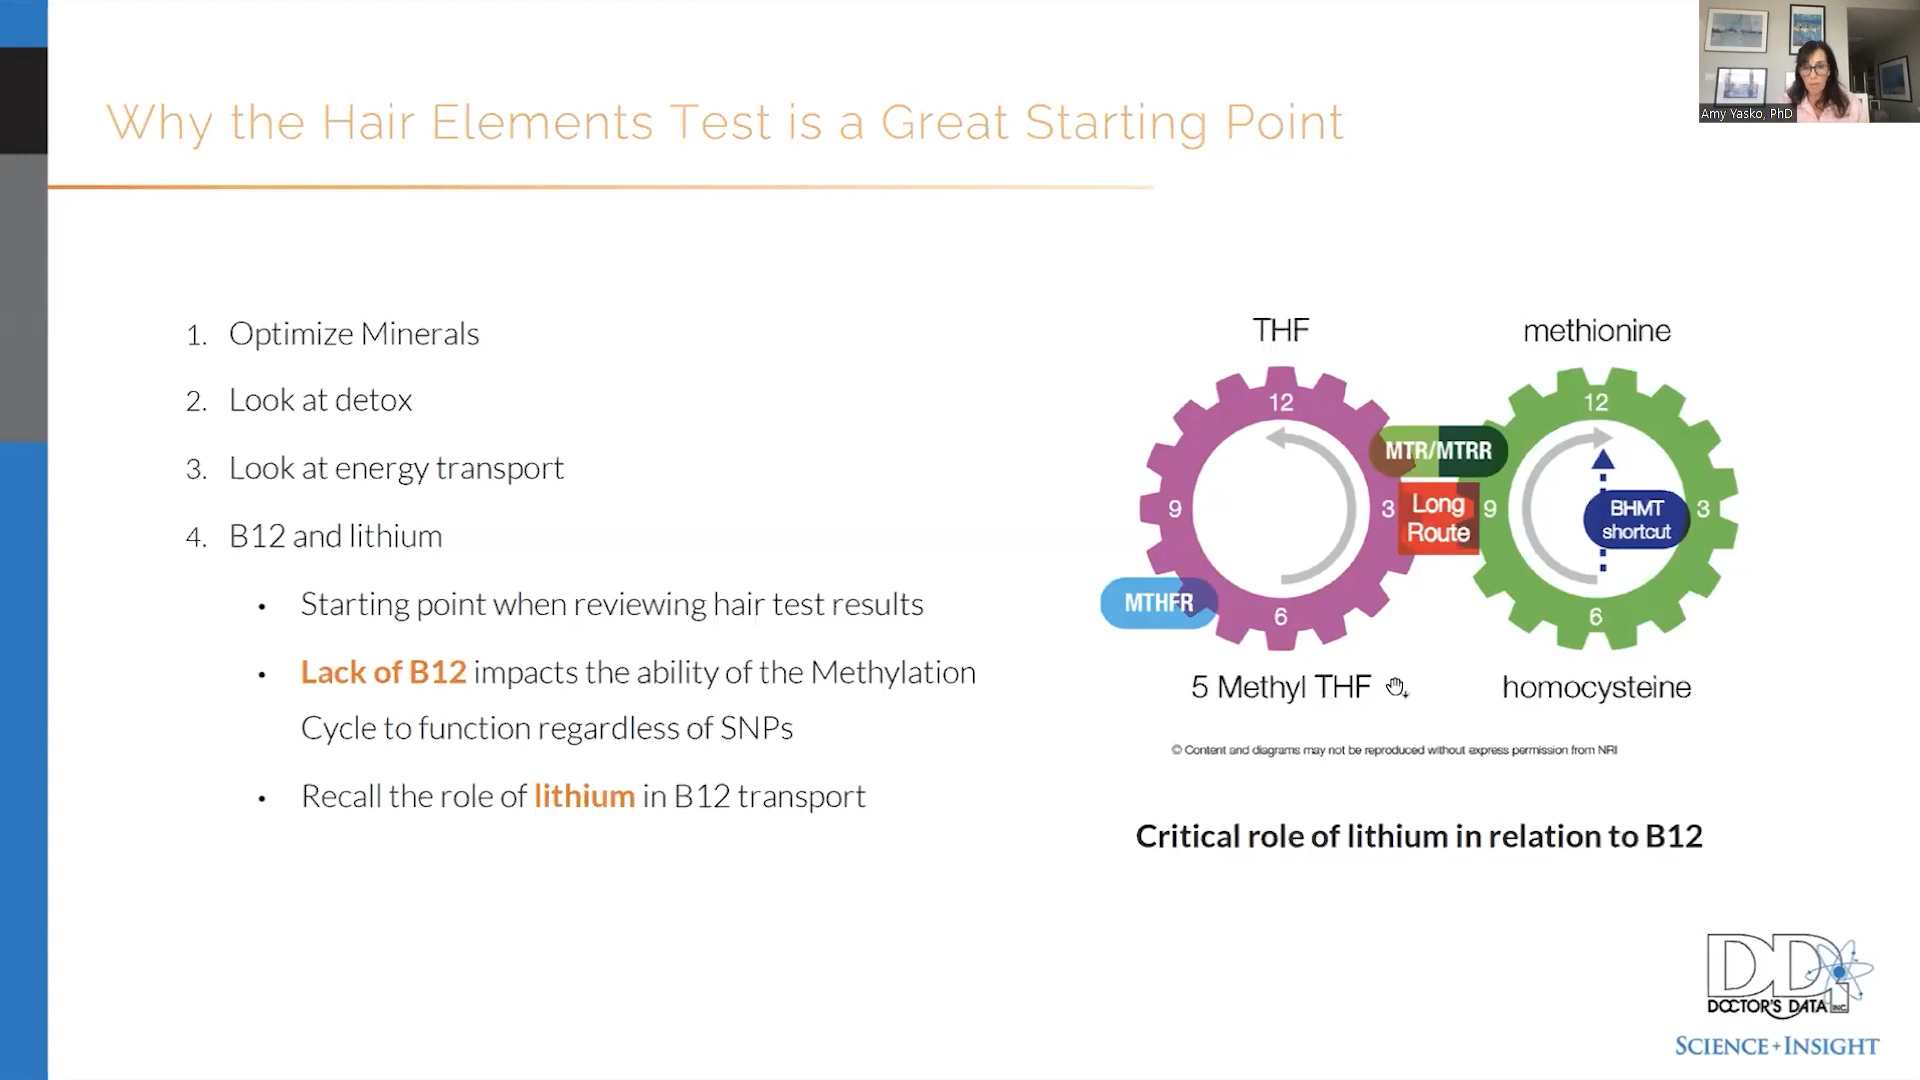 Amy Yasko, PhD
Why the Hair Elements Test is a Great Starting Point
1. Optimize Minerals
2. Look at detox
3. Look at energy transport
4. B12 and lithium
• Starting point when reviewing hair test results
• Lack of B12 impacts the ability of the Methylation
Cycle to function regardless of SNPs
• Recall the role of lithium in B12 transport
THF
methionine
12
12
MTR/MTRR
9
3
Long
Route
9
BHMT
shortcut
3
MTHFR
6
6
5 Methyl THF
homocysteine
© Content and diagrams may not be reproduced without express permission from NRI
Critical role of lithium in relation to B12
DDi
DOCTOR'S DATA INC.
SCIENCE + INSIGHT